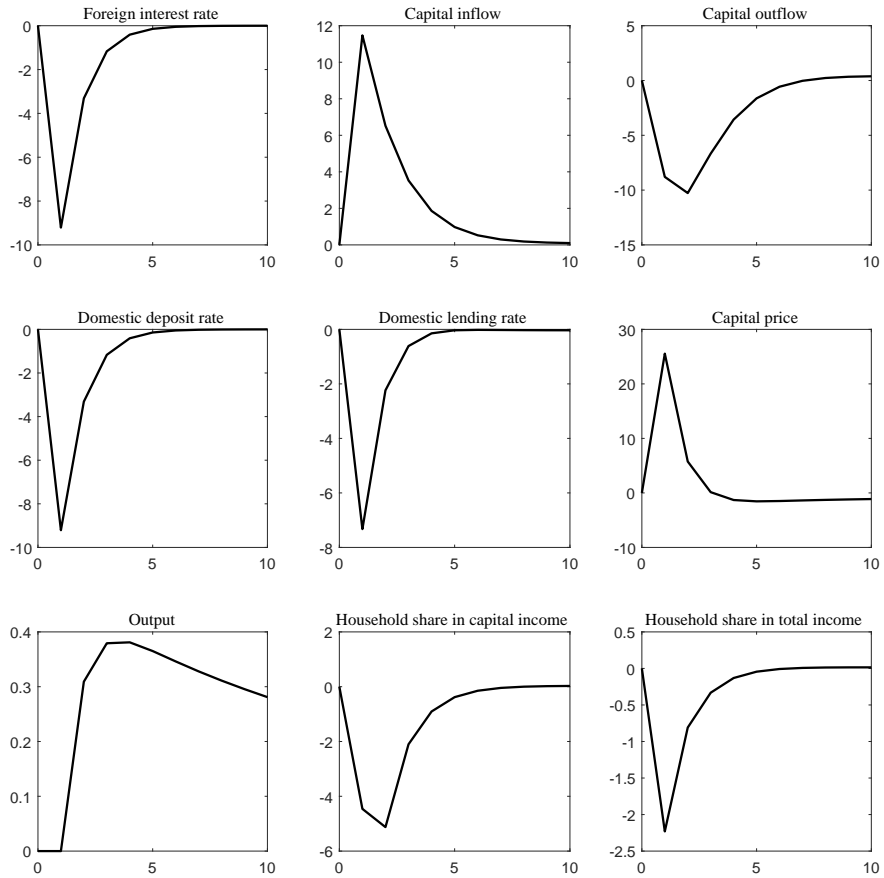 Foreign interest rate
0
-2
-4
-6
-8
-10
0 5 10
Capital inflow
12
10
8
6
4
2
0
0 5 10
Capital outflow
5
0
-5
-10
-15
0 5 10
Domestic deposit rate
0
-2
-4
-6
-8
-10
0 5 10
Domestic lending rate
0
-2
-4
-6
-8
0 5 10
Capital price
30
20
10
0
-10
0 5 10
Output
0.4
0.3
0.2
0.1
0
0 5 10
Household share in capital income
2
0
-2
-4
-6
0 5 10
Household share in total income
0.5
0
-0.5
-1
-1.5
-2
-2.5
0 5 10